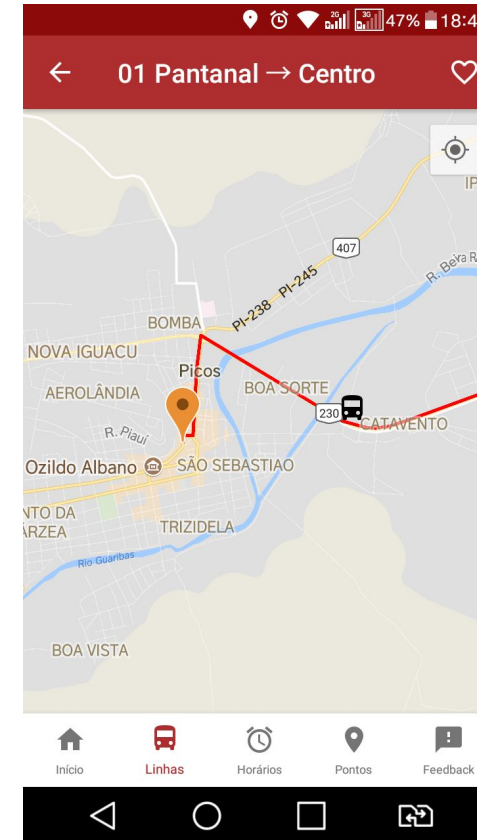 2G 3G 47% 18:4
01 Pantanal → Centro
IP
407
R. Beira R
PI-238 PI-245
BOMBA
NOVA IGUACU
Picos
AEROLÂNDIA
BOA SORTE
230
CATAVENTO
R. Piauí
Ozildo Albano
SÃO SEBASTIAO
NTO DA
ÁRZEA
TRIZIDELA
Rio Guaribas
BOA VISTA
Início Linhas Horários Pontos Feedback